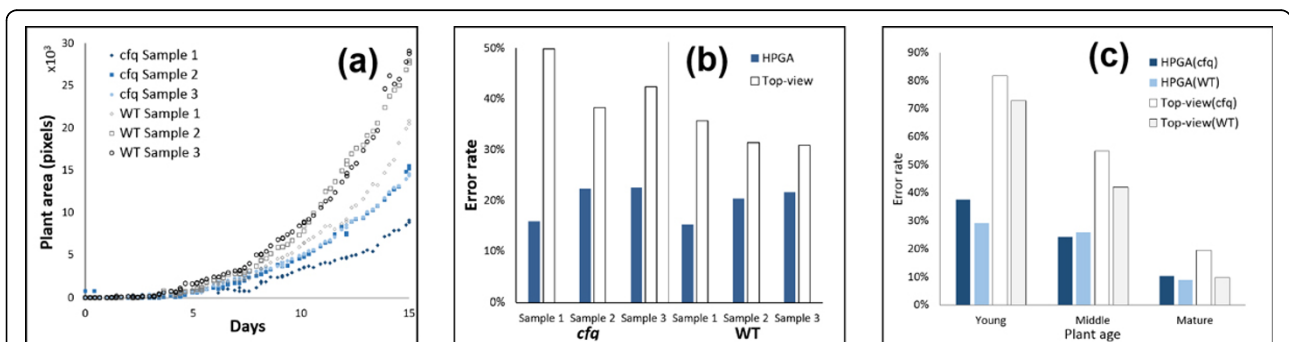 (a)
30
x10³
cfq Sample 1
cfq Sample 2
cfq Sample 3
WT Sample 1
WT Sample 2
WT Sample 3
25
20
15
10
5
0
Plant area (pixels)
0 5 10 15
Days
(b)
50%
40%
30%
20%
10%
0%
Error rate
HPGA
Top-view
Sample 1 Sample 2 Sample 3 Sample 1 Sample 2 Sample 3
cfq WT
(c)
90%
80%
70%
60%
50%
40%
30%
20%
10%
0%
Error rate
HPGA(cfq)
HPGA(WT)
Top-view(cfq)
Top-view(WT)
Young Middle Mature
Plant age